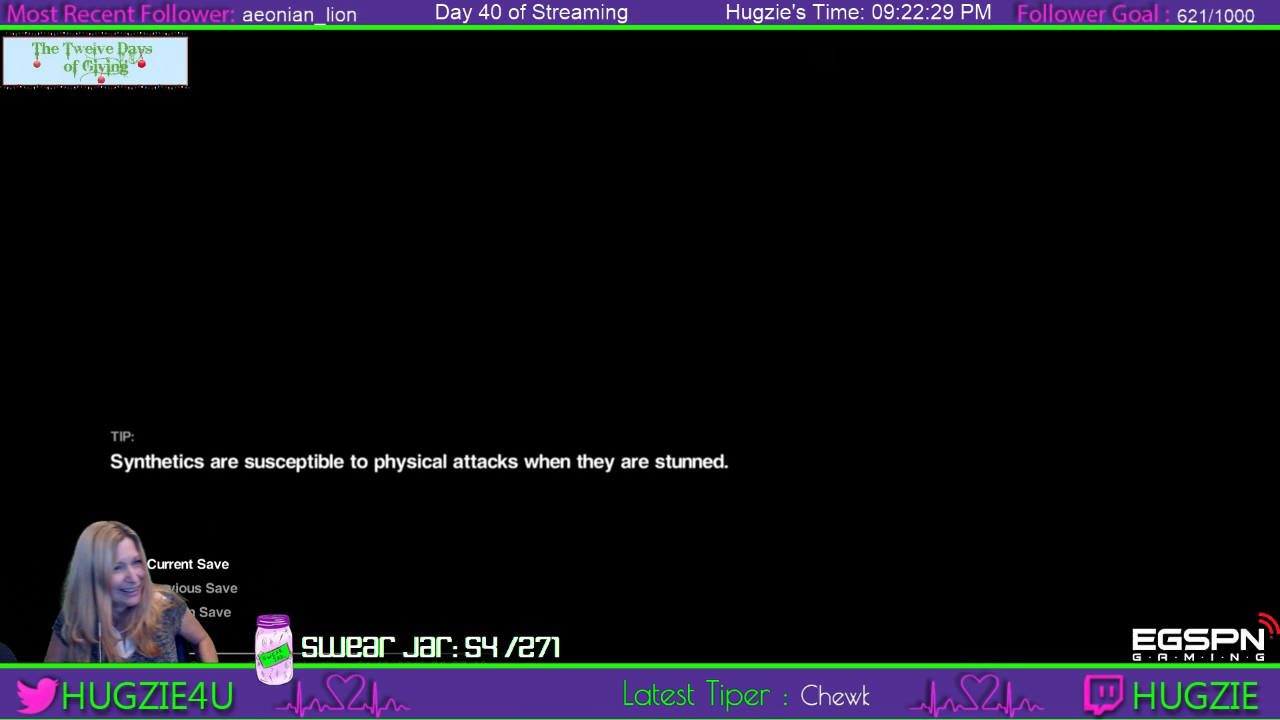 Most Recent Follower: aeonian_lion
Day 40 of Streaming
Hugzie's Time: 09:22:29 PM
Follower Goal : 621/1000
The Twelve Days
of Giving
TIP:
Synthetics are susceptible to physical attacks when they are stunned.
Current Save
vious Save
Save
SWEAR JAR: 54 /271
EGSPN
G·A·M·I·N·G
HUGZIE4U
Latest Tiper : Chewk
HUGZIE